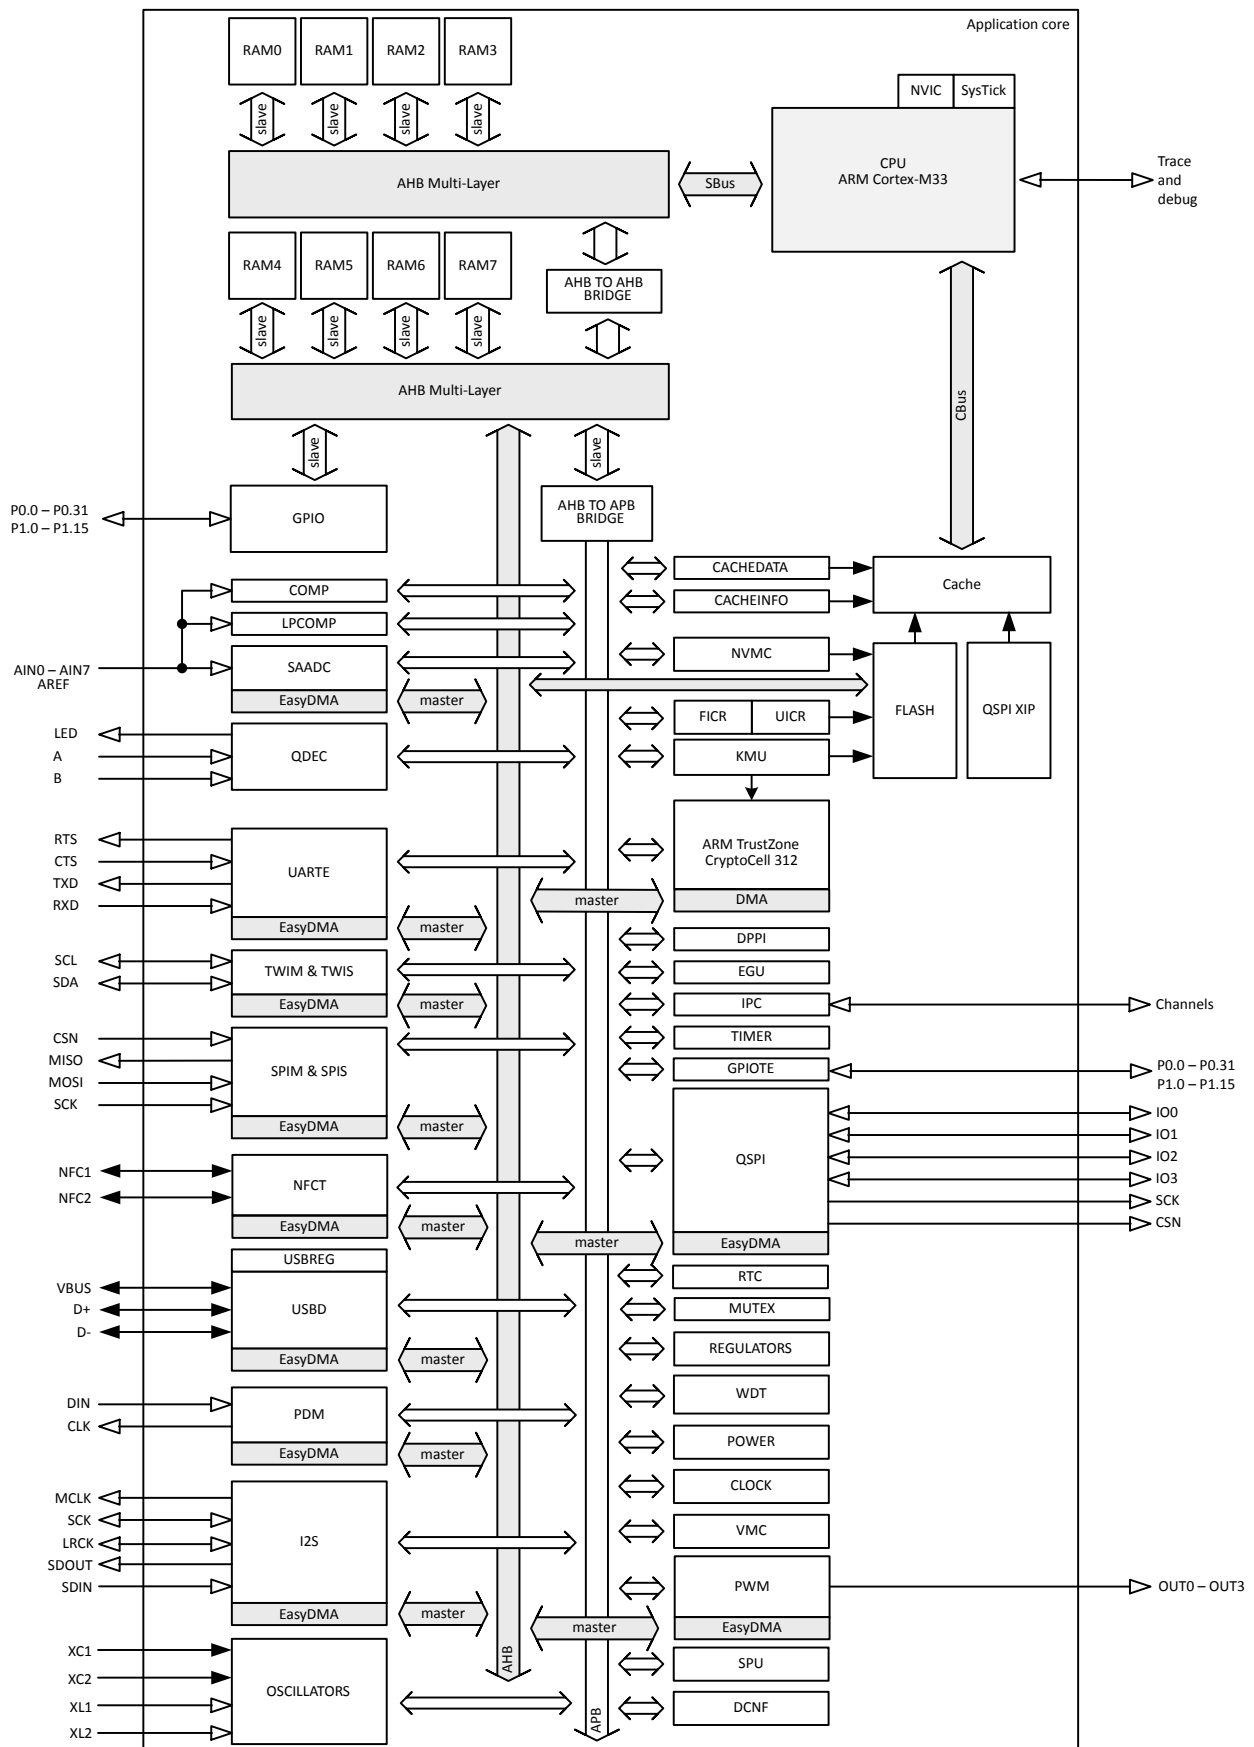 Application core
RAM0
RAM1
RAM2
RAM3
slave
slave
slave
slave
NVIC
SysTick
CPU
ARM Cortex-M33
AHB Multi-Layer
SBus
Trace
and
debug
RAM4
RAM5
RAM6
RAM7
AHB TO AHB
BRIDGE
slave
slave
slave
slave
AHB Multi-Layer
CBus
slave
slave
P0.0 – P0.31
P1.0 – P1.15
GPIO
AHB TO APB
BRIDGE
CACHEDATA
Cache
CACHEINFO
COMP
LPCOMP
NVMC
AIN0 – AIN7
AREF
SAADC
EasyDMA
master
FICR
UICR
FLASH
QSPI XIP
LED
A
B
QDEC
KMU
RTS
CTS
TXD
RXD
UARTE
EasyDMA
master
ARM TrustZone
CryptoCell 312
DMA
master
DPPI
SCL
SDA
TWIM & TWIS
EasyDMA
master
EGU
IPC
Channels
CSN
MISO
MOSI
SCK
SPIM & SPIS
EasyDMA
master
TIMER
GPIOTE
P0.0 – P0.31
P1.0 – P1.15
QSPI
IO0
IO1
IO2
IO3
SCK
CSN
EasyDMA
master
NFC1
NFC2
NFCT
EasyDMA
master
USBREG
VBUS
D+
D-
USBD
EasyDMA
master
RTC
MUTEX
REGULATORS
DIN
CLK
PDM
EasyDMA
master
WDT
POWER
CLOCK
MCLK
SCK
LRCK
SDOUT
SDIN
I2S
EasyDMA
master
VMC
PWM
OUT0 – OUT3
EasyDMA
master
XC1
XC2
XL1
XL2
OSCILLATORS
AHB
APB
SPU
DCNF